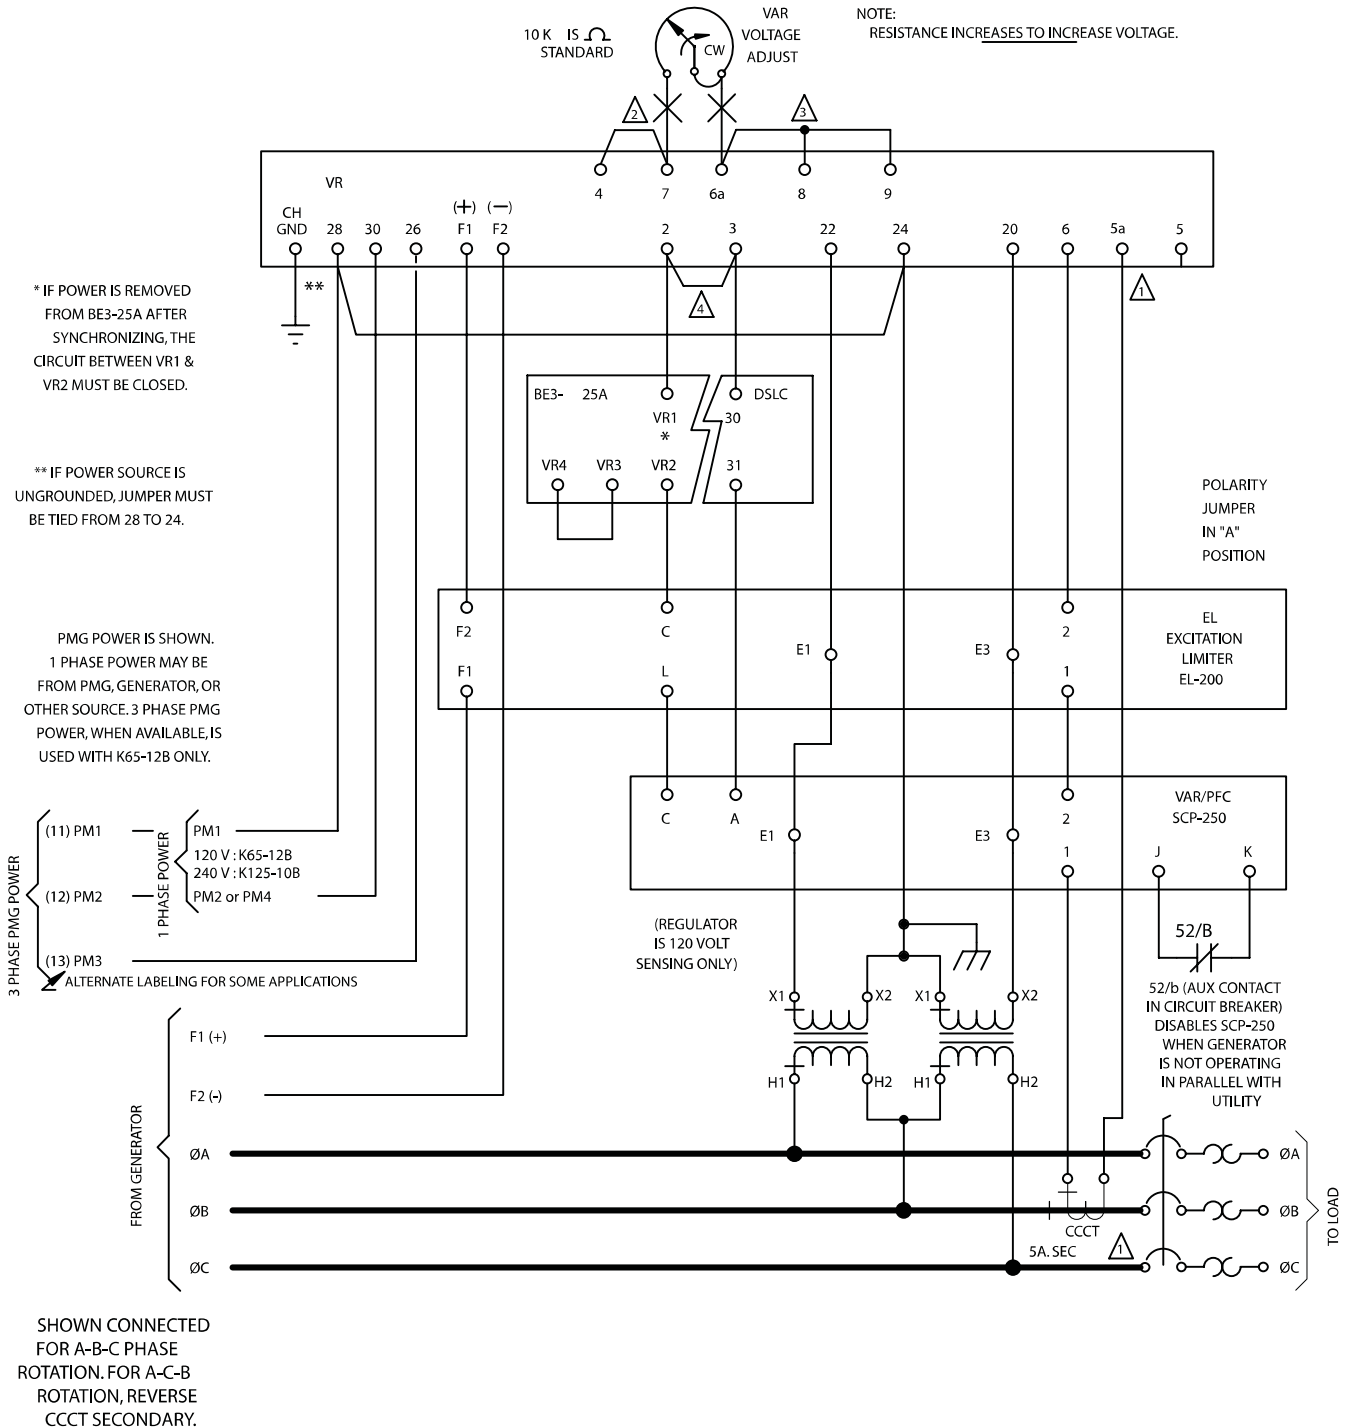 10 K IS Ω
STANDARD
VAR
VOLTAGE
ADJUST
CW
NOTE:
RESISTANCE INCREASES TO INCREASE VOLTAGE.
2
3
VR
4
7
6a
8
9
CH
GND
28
30
26
(+)
F1
(—)
F2
2
3
22
24
20
6
5a
5
**
4
1
* IF POWER IS REMOVED
FROM BE3-25A AFTER
SYNCHRONIZING, THE
CIRCUIT BETWEEN VR1 &
VR2 MUST BE CLOSED.
BE3- 25A
VR1
*
30
DSLC
VR4
VR3
VR2
31
** IF POWER SOURCE IS
UNGROUNDED, JUMPER MUST
BE TIED FROM 28 TO 24.
POLARITY
JUMPER
IN "A"
POSITION
F2
C
2
F1
L
E1
E3
1
EL
EXCITATION
LIMITER
EL-200
PMG POWER IS SHOWN.
1 PHASE POWER MAY BE
FROM PMG, GENERATOR, OR
OTHER SOURCE. 3 PHASE PMG
POWER, WHEN AVAILABLE, IS
USED WITH K65-12B ONLY.
C
A
E1
E3
2
1
VAR/PFC
SCP-250
J
K
3 PHASE PMG POWER
(11) PM1
(12) PM2
(13) PM3
1 PHASE POWER
PM1
120 V : K65-12B
240 V : K125-10B
PM2 or PM4
ALTERNATE LABELING FOR SOME APPLICATIONS
(REGULATOR
IS 120 VOLT
SENSING ONLY)
52/B
52/b (AUX CONTACT
IN CIRCUIT BREAKER)
DISABLES SCP-250
WHEN GENERATOR
IS NOT OPERATING
IN PARALLEL WITH
UTILITY
X1
X2
X1
X2
H1
H2
H1
H2
FROM GENERATOR
F1 (+)
F2 (-)
ØA
ØB
ØC
CCCT
5A. SEC
1
ØA
ØB
ØC
TO LOAD
SHOWN CONNECTED
FOR A-B-C PHASE
ROTATION. FOR A-C-B
ROTATION, REVERSE
CCCT SECONDARY.